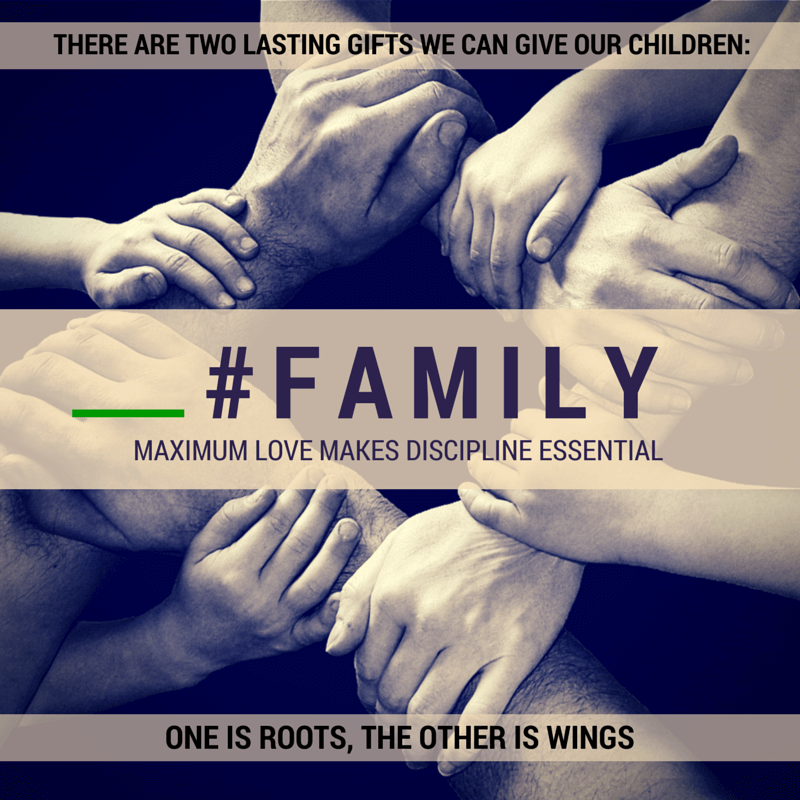 THERE ARE TWO LASTING GIFTS WE CAN GIVE OUR CHILDREN:
#FAMILY
MAXIMUM LOVE MAKES DISCIPLINE ESSENTIAL
ONE IS ROOTS, THE OTHER IS WINGS